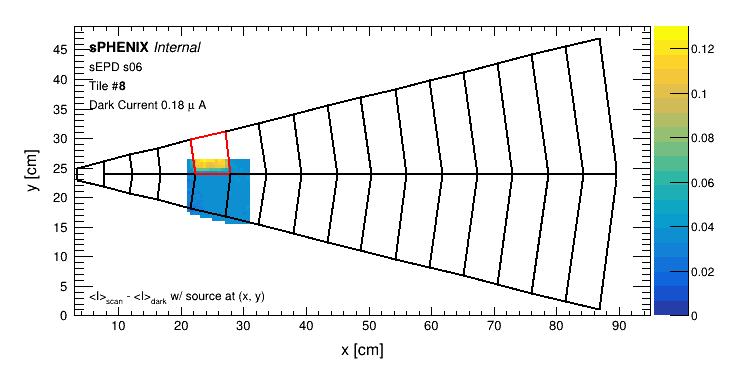 sPHENIX Internal
sEPD s06
Tile #8
Dark Current 0.18 μ A
<I>scan - <I>dark w/ source at (x, y)
y [cm]
45
40
35
30
25
20
15
10
5
0
10 20 30 40 50 60 70 80 90
x [cm]
0.12
0.1
0.08
0.06
0.04
0.02
0